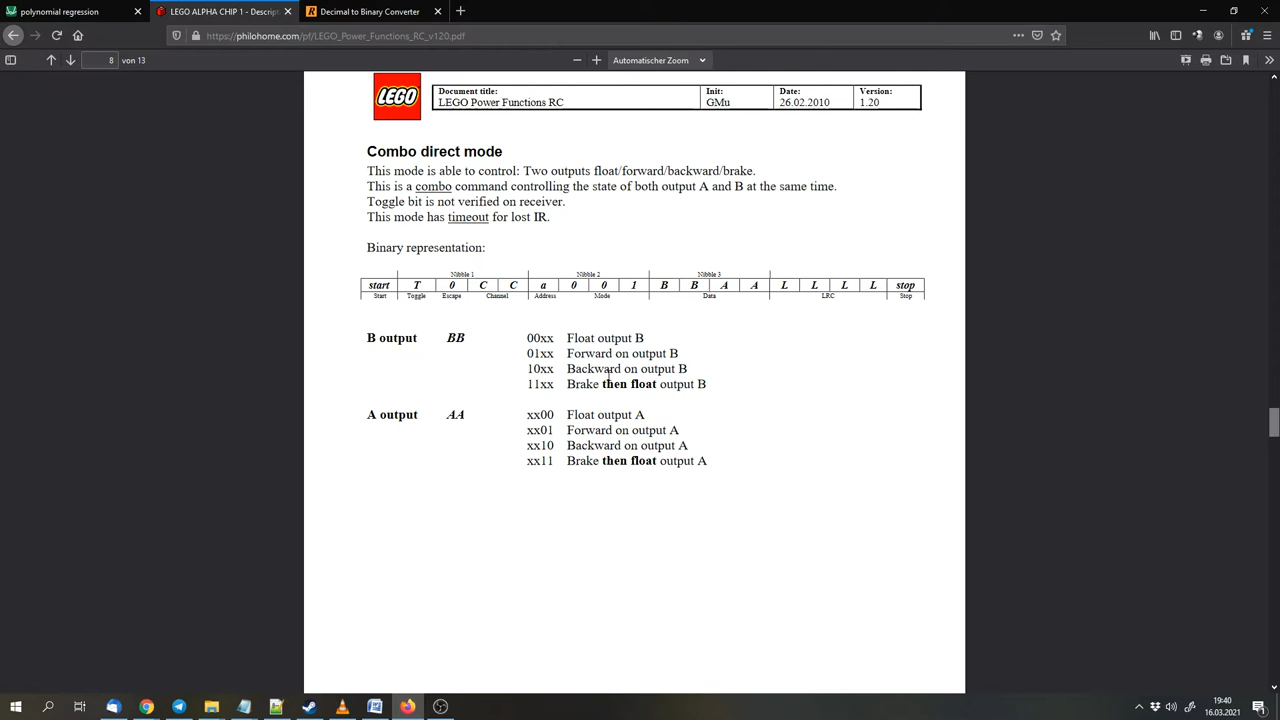 polynomial regression
LEGO ALPHA CHIP 1 - Descript
Decimal to Binary Converter
https://philohome.com/pf/LEGO_Power_Functions_RC_v120.pdf
8 von 13
Automatischer Zoom
LEGO
Document title:
LEGO Power Functions RC
Init:
GMu
Date:
26.02.2010
Version:
1.20
Combo direct mode
This mode is able to control: Two outputs float/forward/backward/brake.
This is a combo command controlling the state of both output A and B at the same time.
Toggle bit is not verified on receiver.
This mode has timeout for lost IR.
Binary representation:
Nibble 1 Nibble 2 Nibble 3
start T 0 C C a 0 0 1 B B A A L L L L stop
Start Toggle Escape Channel Address Mode Data LRC Stop
B output BB 00xx Float output B
01xx Forward on output B
10xx Backward on output B
11xx Brake then float output B
A output AA xx00 Float output A
xx01 Forward on output A
xx10 Backward on output A
xx11 Brake then float output A
19:40
16.03.2021